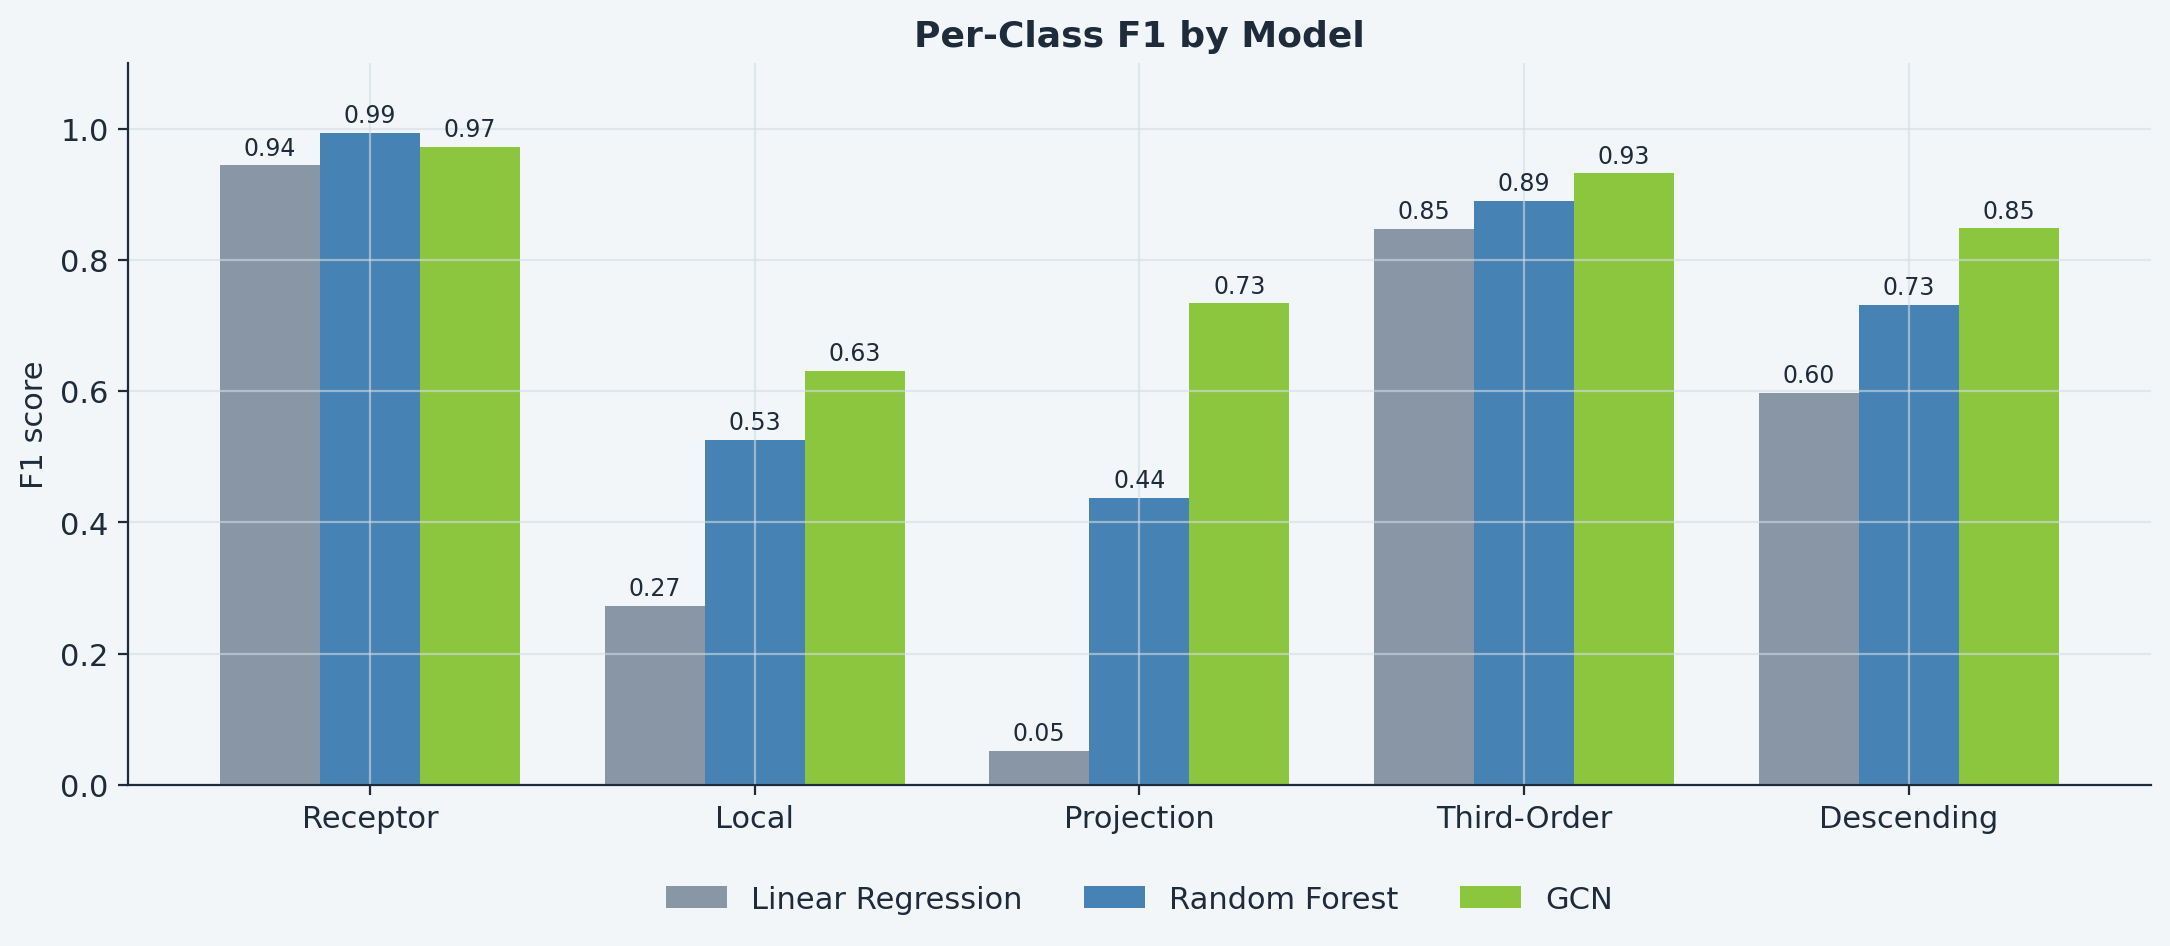 Per-Class F1 by Model
F1 score
1.0
0.8
0.6
0.4
0.2
0.0
0.94
0.99
0.97
0.27
0.53
0.63
0.05
0.44
0.73
0.85
0.89
0.93
0.60
0.73
0.85
Receptor
Local
Projection
Third-Order
Descending
Linear Regression
Random Forest
GCN